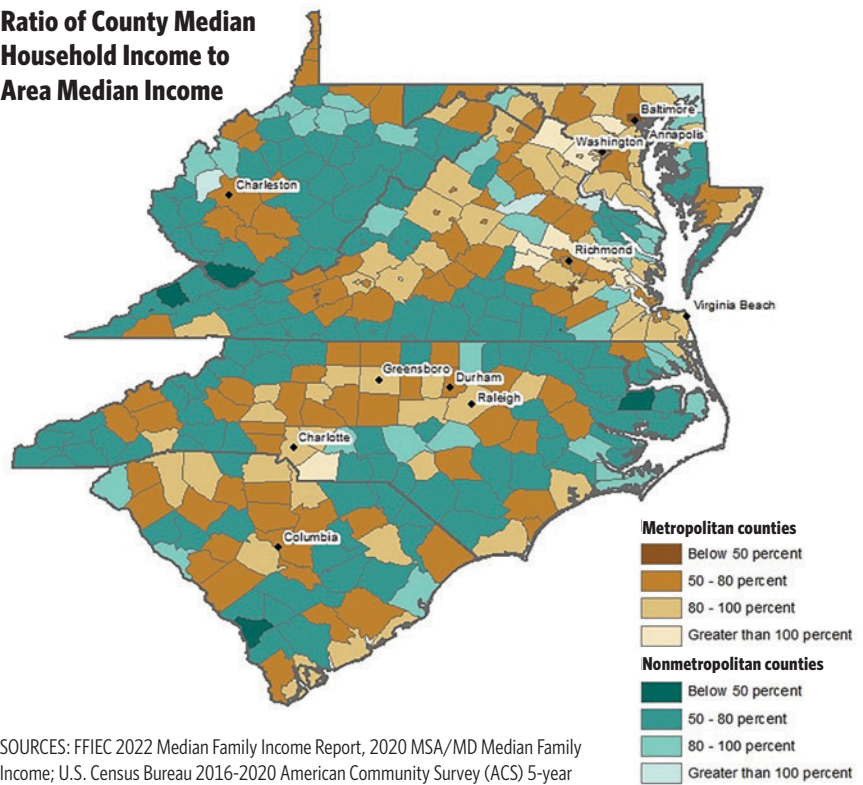 Ratio of County Median
Household Income to
Area Median Income
Baltimore
Annapolis
Washington
Charleston
Richmond
Virginia Beach
Greensboro
Durham
Raleigh
Charlotte
Columbia
Metropolitan counties
Below 50 percent
50 - 80 percent
80 - 100 percent
Greater than 100 percent
Nonmetropolitan counties
Below 50 percent
50 - 80 percent
80 - 100 percent
Greater than 100 percent
SOURCES: FFIEC 2022 Median Family Income Report, 2020 MSA/MD Median Family
Income; U.S. Census Bureau 2016-2020 American Community Survey (ACS) 5-year